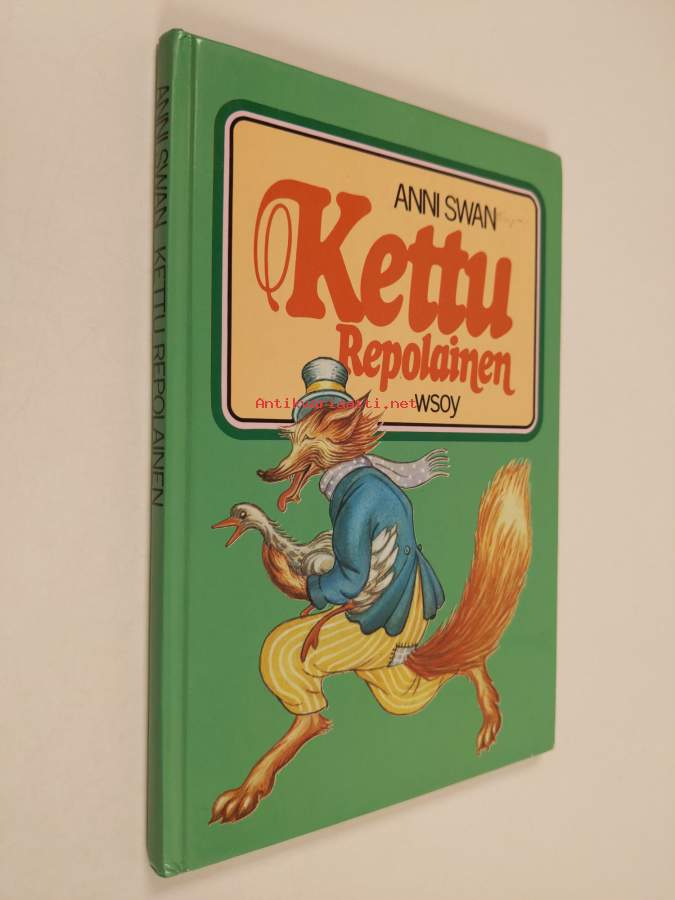 ANNI SWAN KETTU REPOLAINEN
ANNI SWAN
Kettu
Repolainen
Antikvariaatti.net
wsoy